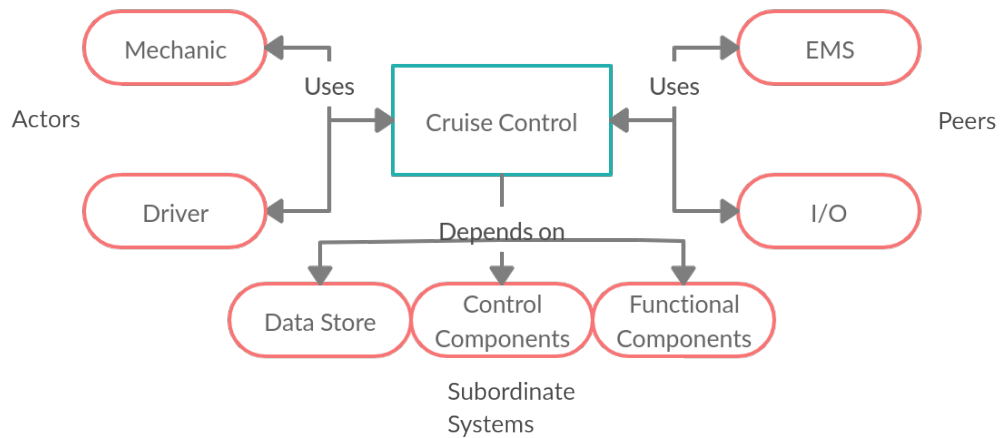 Mechanic
EMS
Uses
Uses
Actors
Cruise Control
Peers
Driver
I/O
Depends on
Data Store
Control
Components
Functional
Components
Subordinate
Systems